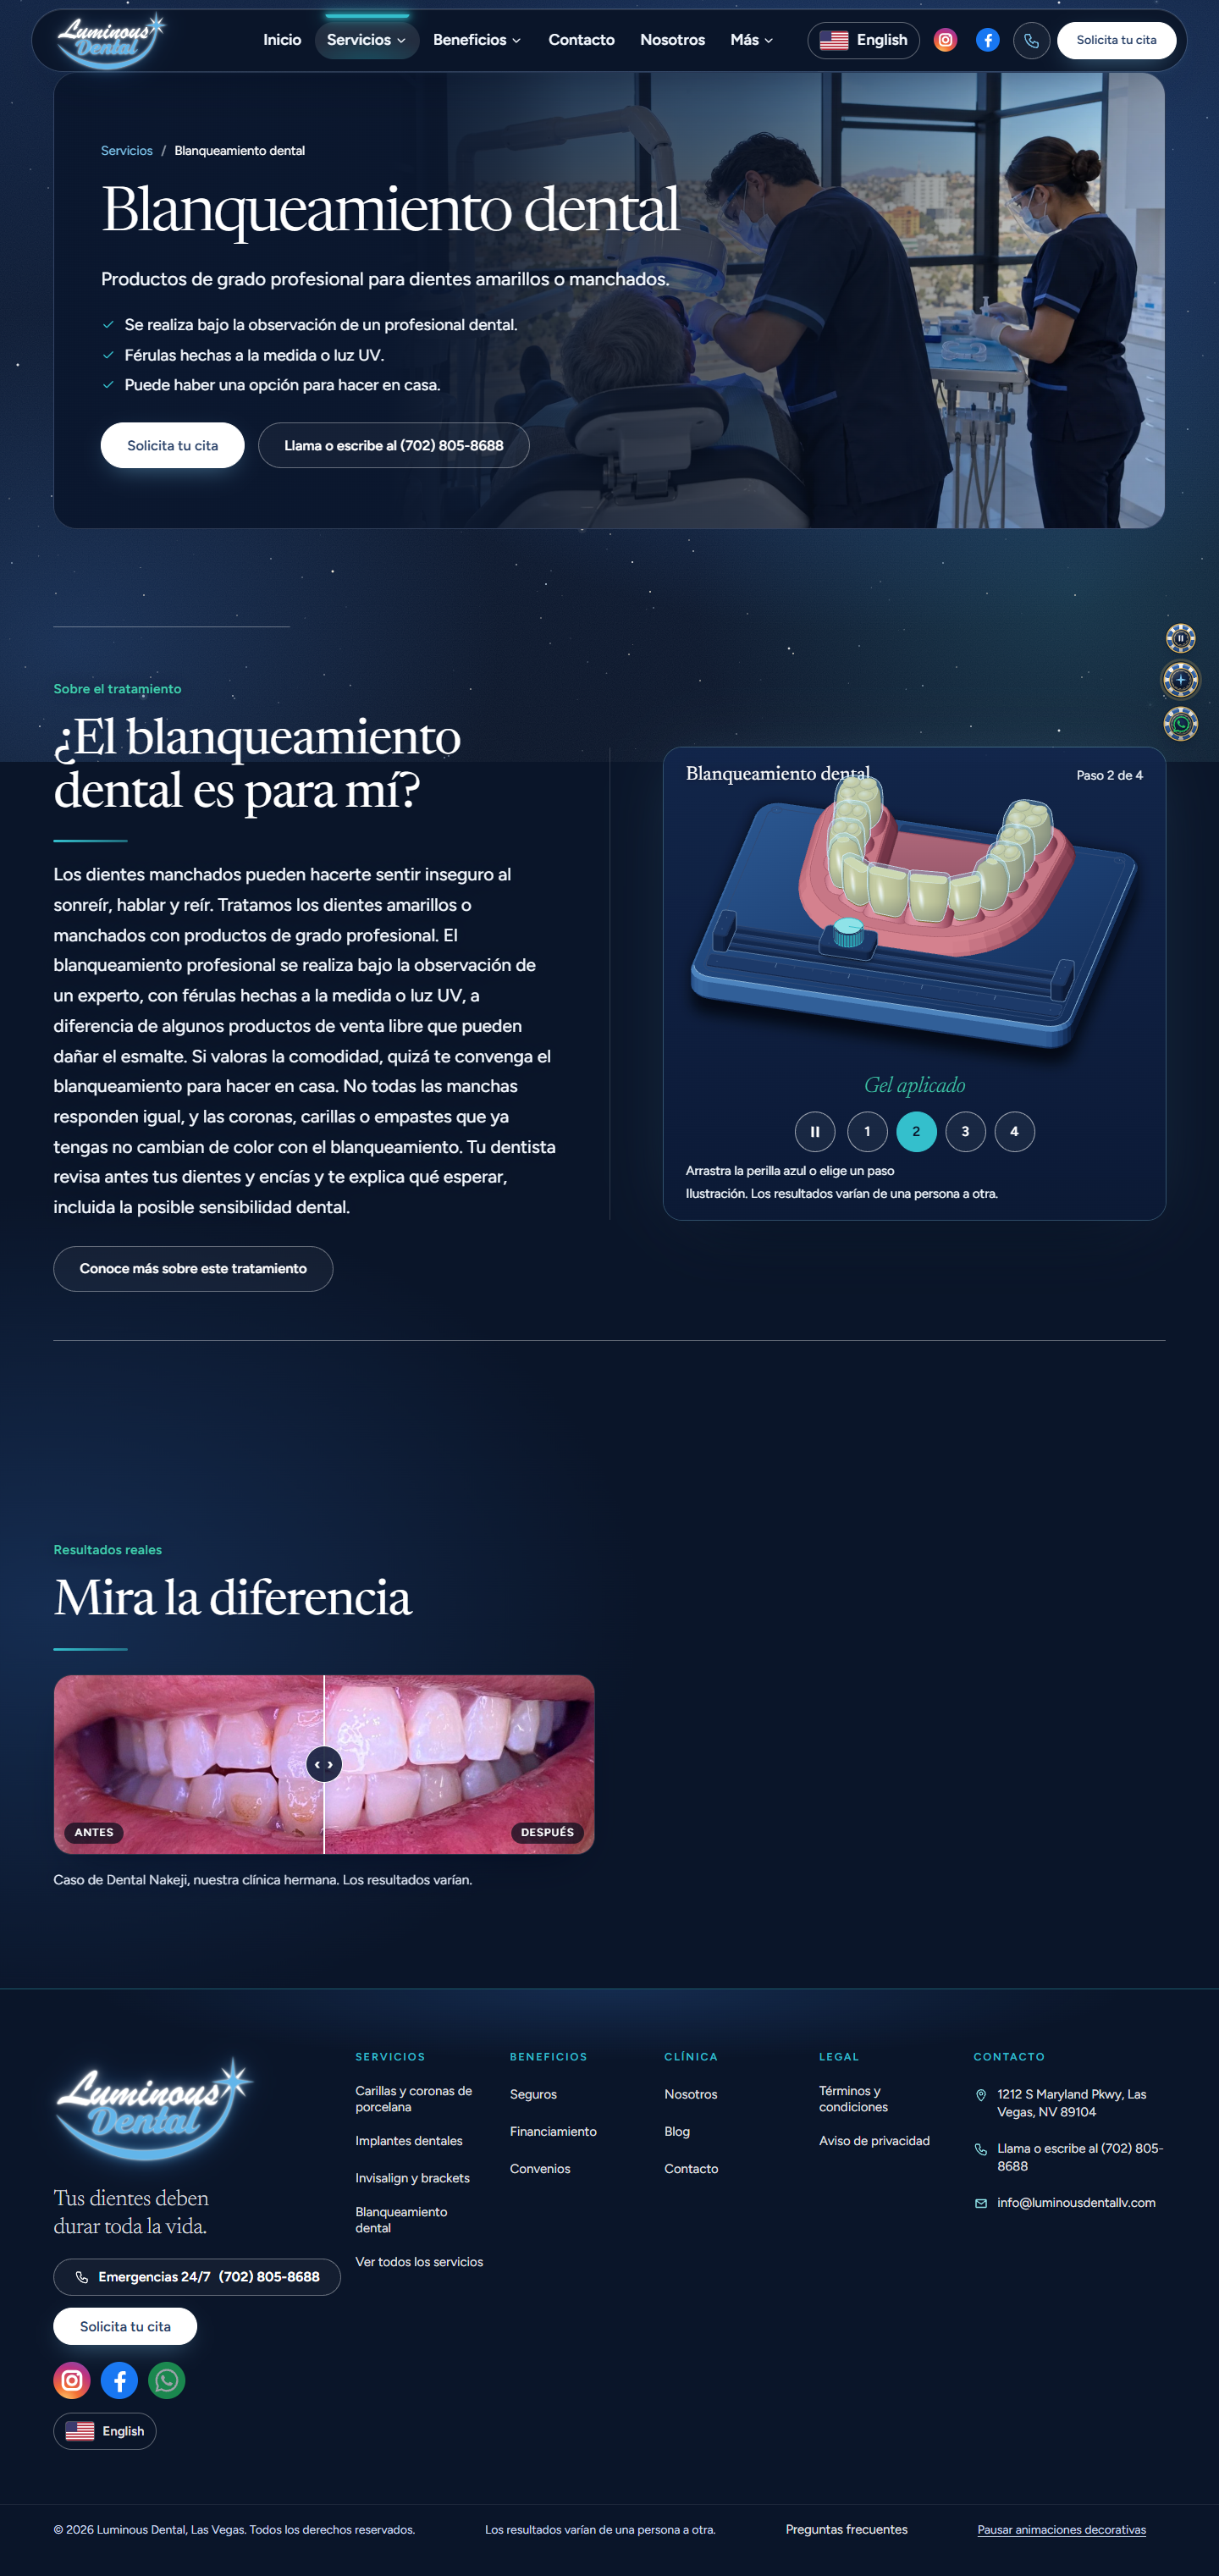 Luminous
Dental
Inicio
Servicios
Beneficios
Contacto
Nosotros
Más
English
Solicita tu cita
Servicios / Blanqueamiento dental
Blanqueamiento dental
Productos de grado profesional para dientes amarillos o manchados.
Se realiza bajo la observación de un profesional dental.
Férulas hechas a la medida o luz UV.
Puede haber una opción para hacer en casa.
Solicita tu cita
Llama o escribe al (702) 805-8688
Sobre el tratamiento
¿El blanqueamiento
dental es para mí?
Los dientes manchados pueden hacerte sentir inseguro al
sonreír, hablar y reír. Tratamos los dientes amarillos o
manchados con productos de grado profesional. El
blanqueamiento profesional se realiza bajo la observación de
un experto, con férulas hechas a la medida o luz UV, a
diferencia de algunos productos de venta libre que pueden
dañar el esmalte. Si valoras la comodidad, quizá te convenga el
blanqueamiento para hacer en casa. No todas las manchas
responden igual, y las coronas, carillas o empastes que ya
tengas no cambian de color con el blanqueamiento. Tu dentista
revisa antes tus dientes y encías y te explica qué esperar,
incluida la posible sensibilidad dental.
Conoce más sobre este tratamiento
Blanqueamiento dental
Paso 2 de 4
Gel aplicado
1
2
3
4
Arrastra la perilla azul o elige un paso
Ilustración. Los resultados varían de una persona a otra.
Resultados reales
Mira la diferencia
ANTES
DESPUÉS
Caso de Dental Nakeji, nuestra clínica hermana. Los resultados varían.
Luminous
Dental
Tus dientes deben
durar toda la vida.
Emergencias 24/7 (702) 805-8688
Solicita tu cita
English
SERVICIOS
Carillas y coronas de
porcelana
Implantes dentales
Invisalign y brackets
Blanqueamiento
dental
Ver todos los servicios
BENEFICIOS
Seguros
Financiamiento
Convenios
CLÍNICA
Nosotros
Blog
Contacto
LEGAL
Términos y
condiciones
Aviso de privacidad
CONTACTO
1212 S Maryland Pkwy, Las
Vegas, NV 89104
Llama o escribe al (702) 805-
8688
info@luminousdentallv.com
© 2026 Luminous Dental, Las Vegas. Todos los derechos reservados.
Los resultados varían de una persona a otra.
Preguntas frecuentes
Pausar animaciones decorativas